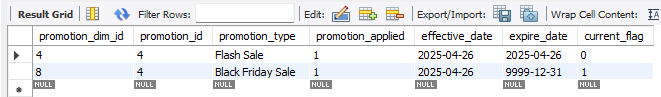 Result Grid Filter Rows: Edit: Export/Import: Wrap Cell Content:
promotion_dim_id promotion_id promotion_type promotion_applied effective_date expire_date current_flag
4 4 Flash Sale 1 2025-04-26 2025-04-26 0
8 4 Black Friday Sale 1 2025-04-26 9999-12-31 1
NULL NULL NULL NULL NULL NULL NULL